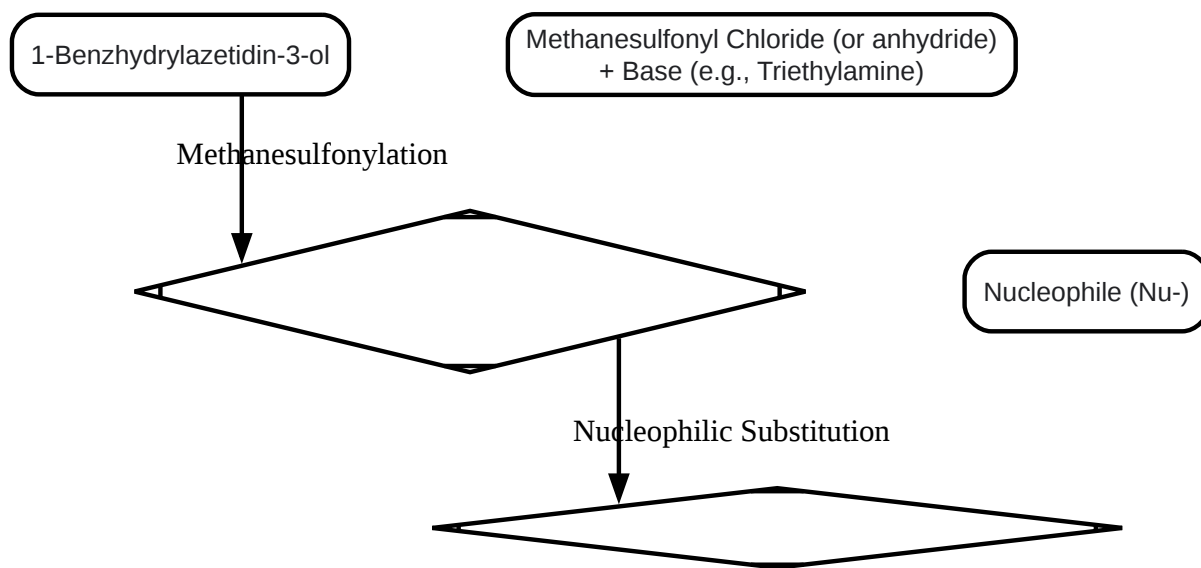 1-Benzhydrylazetidin-3-ol
Methanesulfonyl Chloride (or anhydride)
+ Base (e.g., Triethylamine)
Methanesulfonylation
Nucleophile (Nu-)
Nucleophilic Substitution